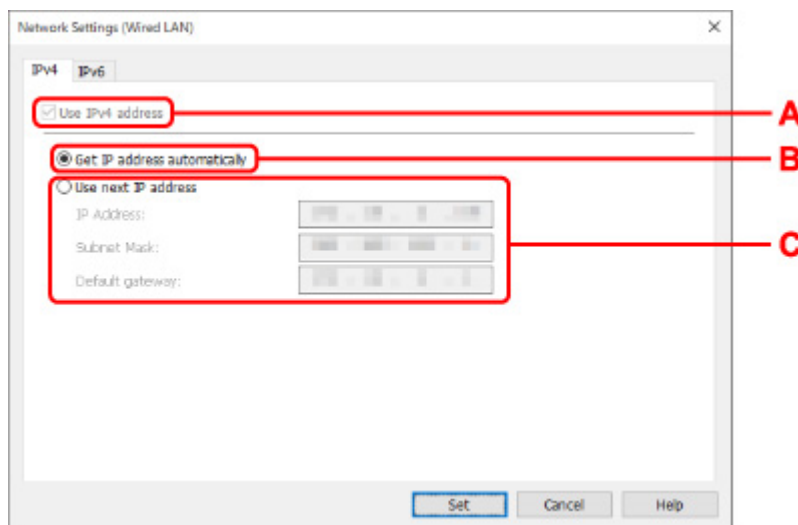 Network Settings (Wired LAN)
IPv4 IPv6
Use IPv4 address
A
Get IP address automatically
B
Use next IP address
IP Address:
Subnet Mask:
C
Default gateway:
Set Cancel Help